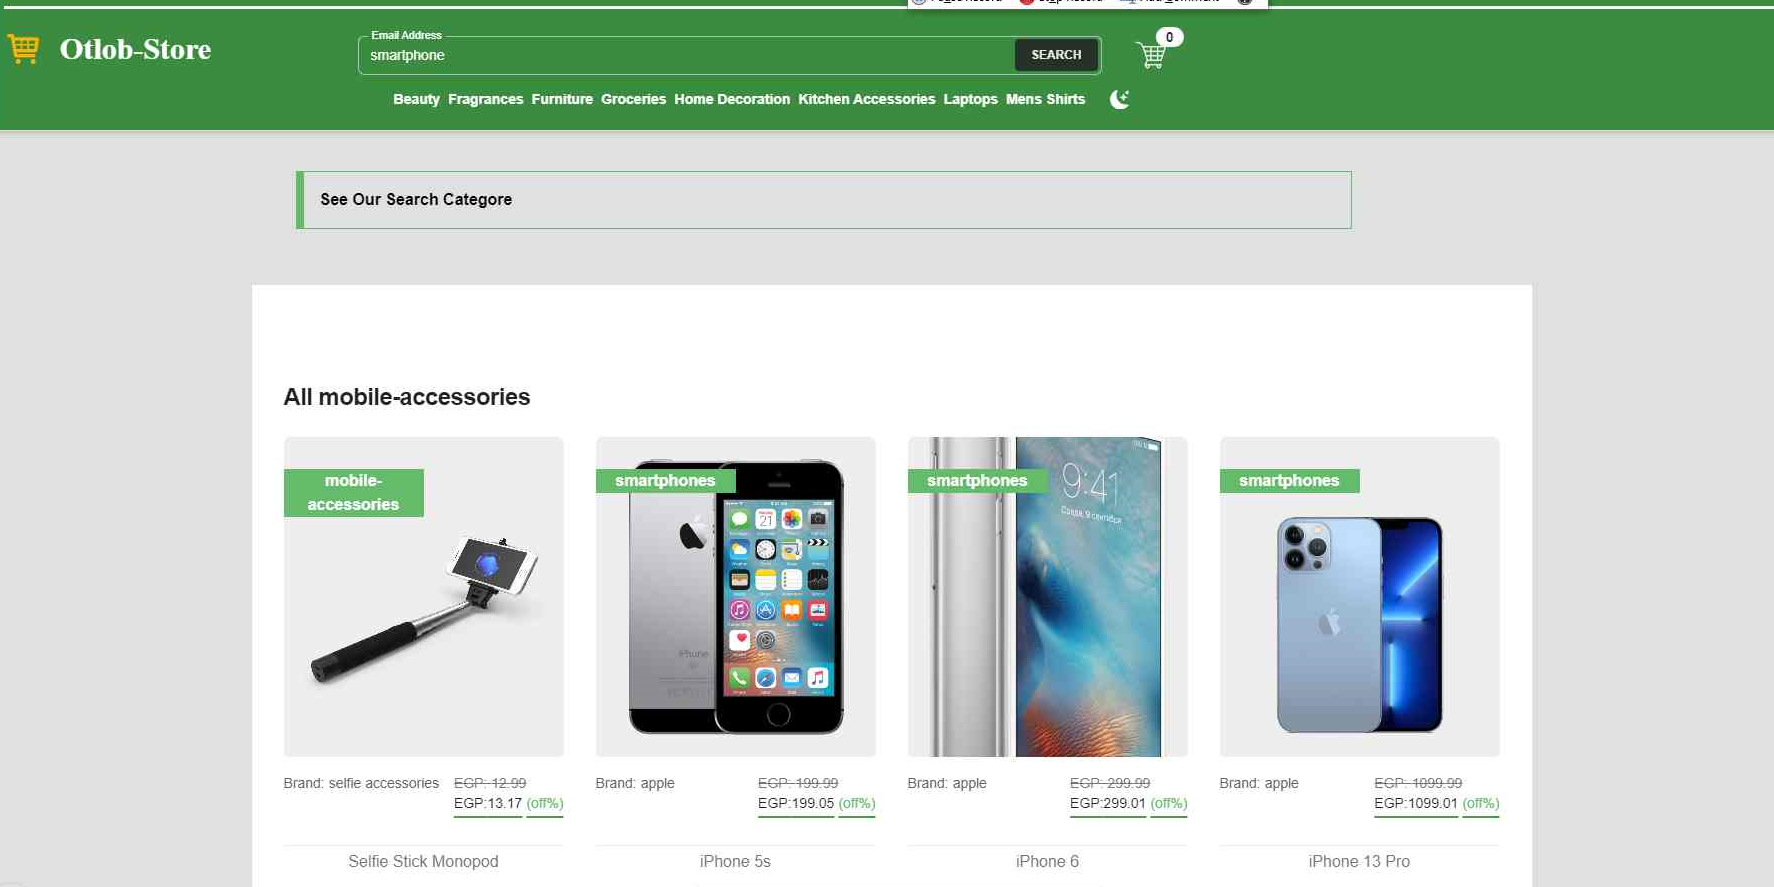 Email Address
Otlob-Store
smartphone
SEARCH
0
Beauty Fragrances Furniture Groceries Home Decoration Kitchen Accessories Laptops Mens Shirts
See Our Search Categore
All mobile-accessories
mobile-
accessories
smartphones
smartphones
smartphones
9:41
iPhone
Brand: selfie accessories
EGP: 12.99
EGP:13.17 (off%)
Brand: apple
EGP: 199.99
EGP:199.05 (off%)
Brand: apple
EGP: 299.99
EGP:299.01 (off%)
Brand: apple
EGP: 1099.99
EGP:1099.01 (off%)
Selfie Stick Monopod
iPhone 5s
iPhone 6
iPhone 13 Pro